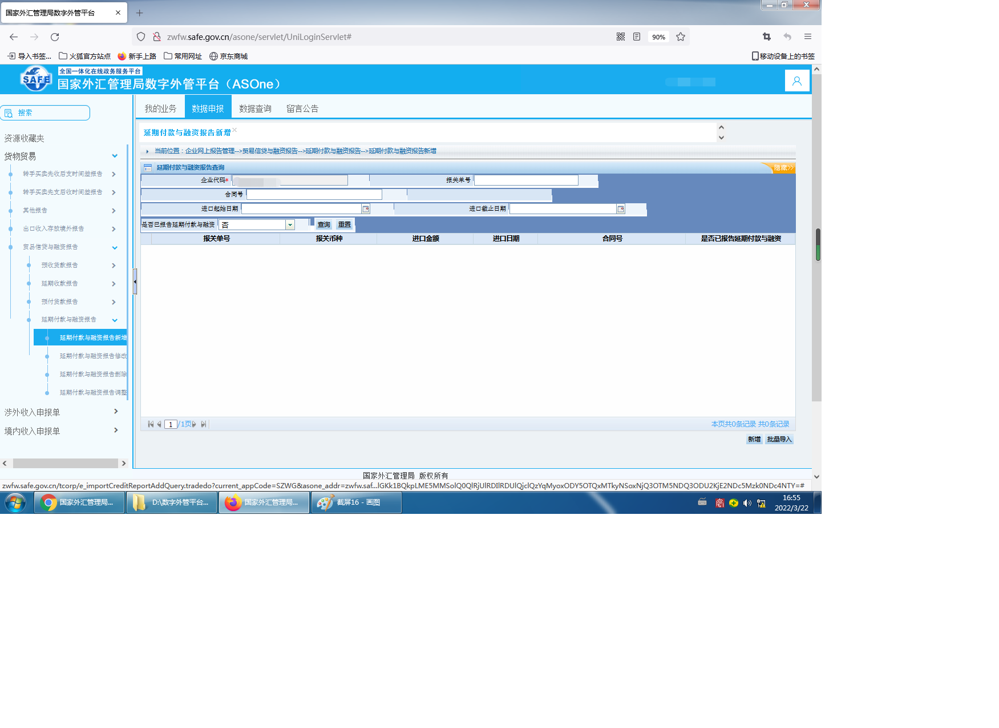 国家外汇管理局数字外管平台
zwfw.safe.gov.cn/asone/servlet/UniLoginServlet#
90%
导入书签...
火狐官方站点
新手上路
常用网址
京东商城
移动设备上的书签
SAFE
全国一体化在线政务服务平台
国家外汇管理局数字外管平台（ASOne）
搜索
资源收藏夹
货物贸易
转手买卖先收后支时间差报告
转手买卖先支后收时间差报告
其他报告
出口收入存放境外报告
贸易信贷与融资报告
预收货款报告
延期收款报告
预付货款报告
延期付款与融资报告
延期付款与融资报告新增
延期付款与融资报告修改
延期付款与融资报告删除
延期付款与融资报告调整
涉外收入申报单
境内收入申报单
我的业务
数据申报
数据查询
留言公告
延期付款与融资报告新增
当前位置：企业网上报告管理-->贸易信贷与融资报告-->延期付款与融资报告-->延期付款与融资报告新增
延期付款与融资报告查询
隐藏>>
企业代码*
报关单号
合同号
进口起始日期
进口截止日期
是否已报告延期付款与融资
否
查询
重置
报关单号
报关币种
进口金额
进口日期
合同号
是否已报告延期付款与融资
1
/1页
本页共0条记录 共0条记录
新增
批量导入
国家外汇管理局 版权所有
zwfw.safe.gov.cn/tcorp/e_importCreditReportAddQuery.tradedo?current_appCode=SZWG&asone_addr=zwfw.saf...lGKk1BQkpLME5MMSolQ0QlRjUlRDIlRDUlQjclQzYqMyoxODY5OTQxMTkyNSoxNjQ3OTM5NDQ3ODU2KjE2NDc5Mzk0NDc4NTY=#
国家外汇管理局...
D:\数字外管平台...
国家外汇管理局...
截屏16 - 画图
16:55
2022/3/22